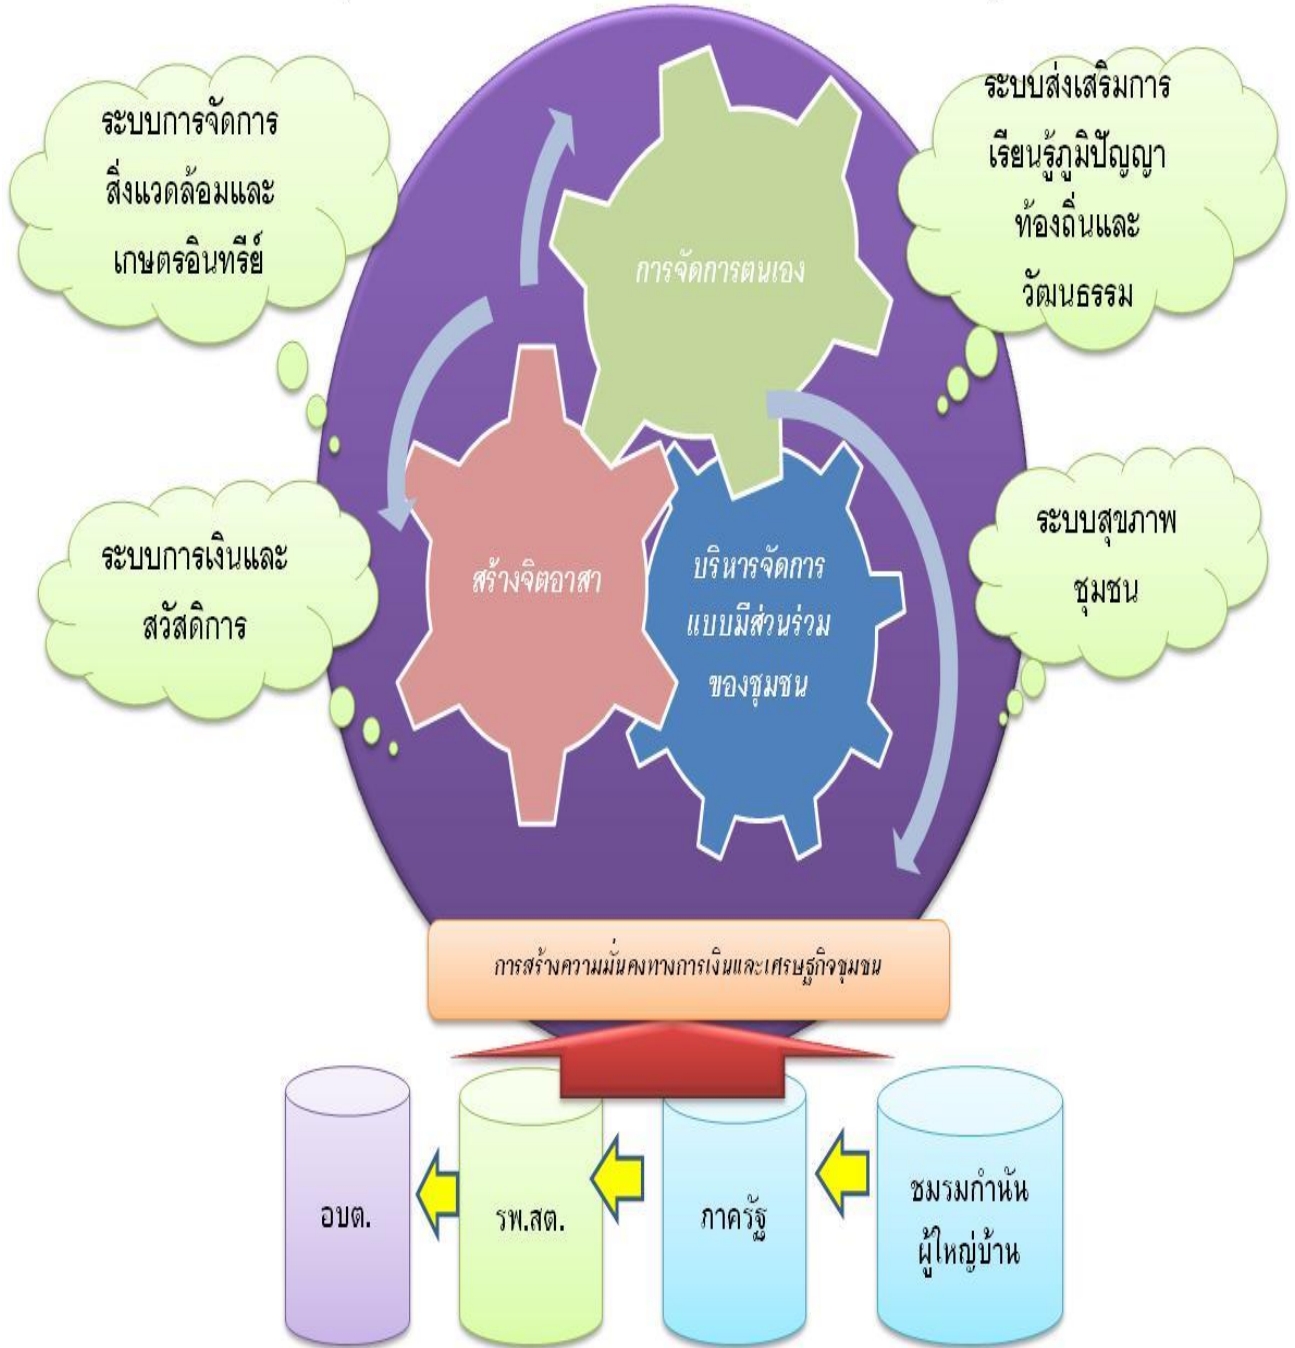 ระบบการจัดการ
สิ่งแวดล้อมและ
เกษตรอินทรีย์
ระบบส่งเสริมการ
เรียนรู้ภูมิปัญญา
ท้องถิ่นและ
วัฒนธรรม
การจัดการตนเอง
ระบบการเงินและ
สวัสดิการ
สร้างจิตอาสา
บริหารจัดการ
แบบมีส่วนร่วม
ของชุมชน
ระบบสุขภาพ
ชุมชน
การสร้างความมั่นคงทางการเงินและเศรษฐกิจชุมชน
อบต.
รพ.สต.
ภาครัฐ
ชมรมกำนัน
ผู้ใหญ่บ้าน